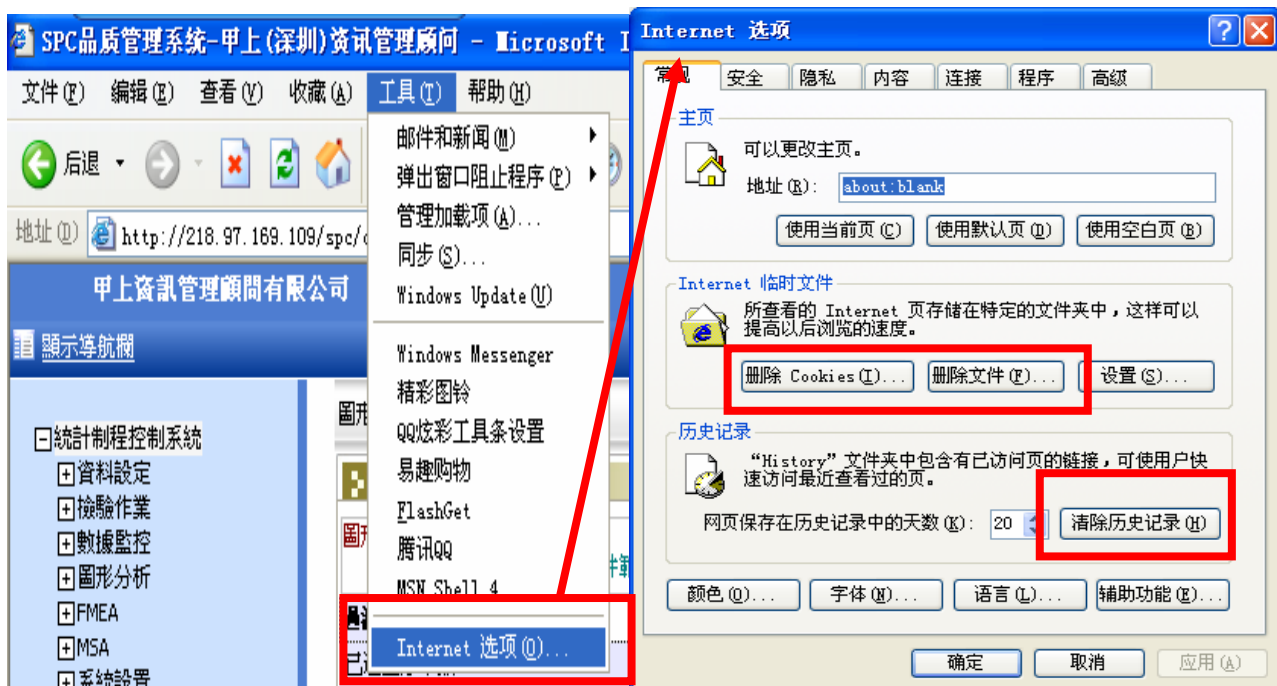 SPC品质管理系统-甲上(深圳)资讯管理顾问 - Microsoft I
文件(F) 编辑(E) 查看(V) 收藏(A) 工具(T) 帮助(H)
后退
地址(D) http://218.97.169.109/spc/
甲上資訊管理顧問有限公司
顯示導航欄
統計制程控制系統
資料設定
檢驗作業
數據監控
圖形分析
FMEA
MSA
系統設置
圖形
圖形
邮件和新闻(M)
弹出窗口阻止程序(P)
管理加载项(A)...
同步(S)...
Windows Update(U)
Windows Messenger
精彩图铃
QQ炫彩工具条设置
易趣购物
FlashGet
腾讯QQ
MSN Shell 4
Internet 选项(O)...
Internet 选项
常规 安全 隐私 内容 连接 程序 高级
主页
可以更改主页。
地址(R): about:blank
使用当前页(C) 使用默认页(D) 使用空白页(B)
Internet 临时文件
所查看的 Internet 页存储在特定的文件夹中，这样可以
提高以后浏览的速度。
删除 Cookies(I)... 删除文件(F)... 设置(S)...
历史记录
“History”文件夹中包含有已访问页的链接，可使用户快
速访问最近查看过的页。
网页保存在历史记录中的天数(K): 20 清除历史记录(H)
颜色(O)... 字体(N)... 语言(L)... 辅助功能(E)...
确定 取消 应用(A)